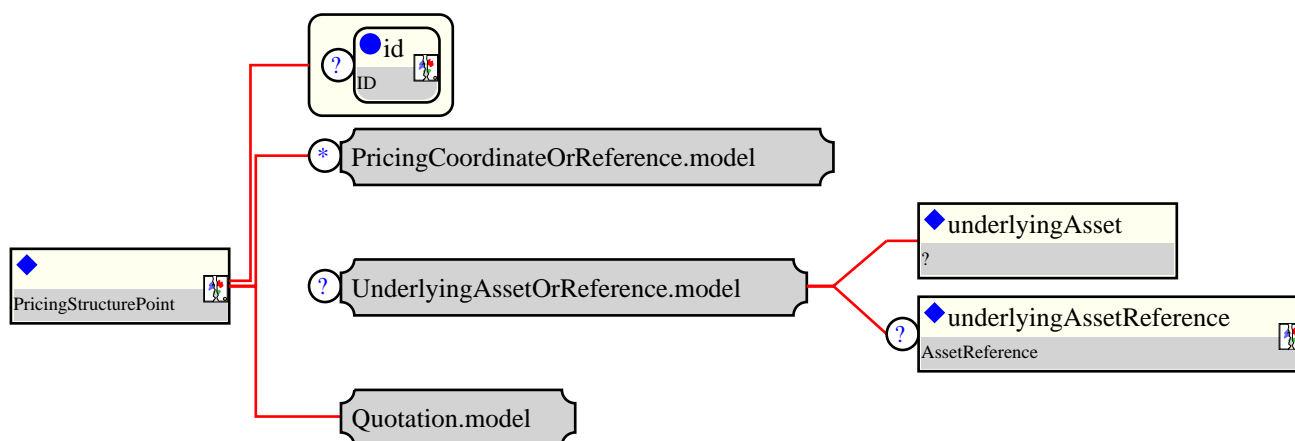 ? id
ID
* PricingCoordinateOrReference.model
underlyingAsset
?
PricingStructurePoint
? UnderlyingAssetOrReference.model
? underlyingAssetReference
AssetReference
Quotation.model